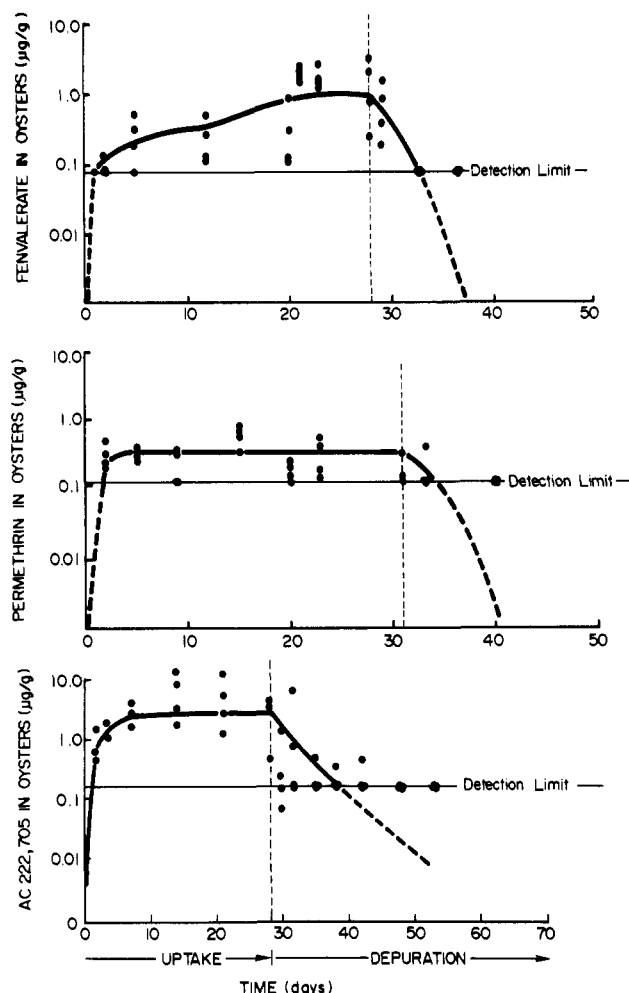 FENVALERATE IN OYSTERS (µg/g)
10.0
1.0
0.1
0.01
Detection Limit
0 10 20 30 40 50
PERMETHRIN IN OYSTERS (µg/g)
10.0
1.0
0.1
0.01
Detection Limit
0 10 20 30 40 50
AC 222,705 IN OYSTERS (µg/g)
10.0
1.0
0.1
0.01
0
Detection Limit
0 10 20 30 40 50 60 70
UPTAKE DEPURATION
TIME (days)